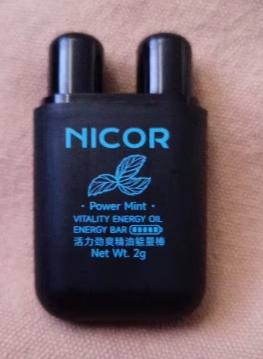 NICOR
· Power Mint ·
VITALITY ENERGY OIL
ENERGY BAR
活力劲爽精油能量棒
Net Wt. 2g